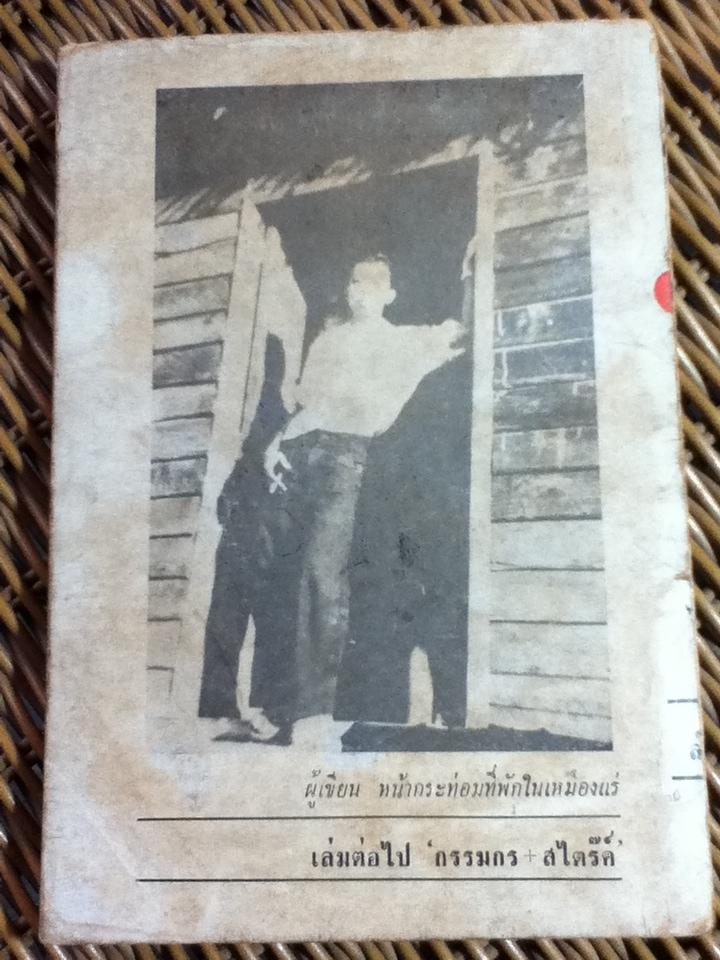 ผู้เขียน หน้ากระท่อมที่พักในเหมืองแร่
เล่มต่อไป 'กรรมกร + สไตร๊ค์'